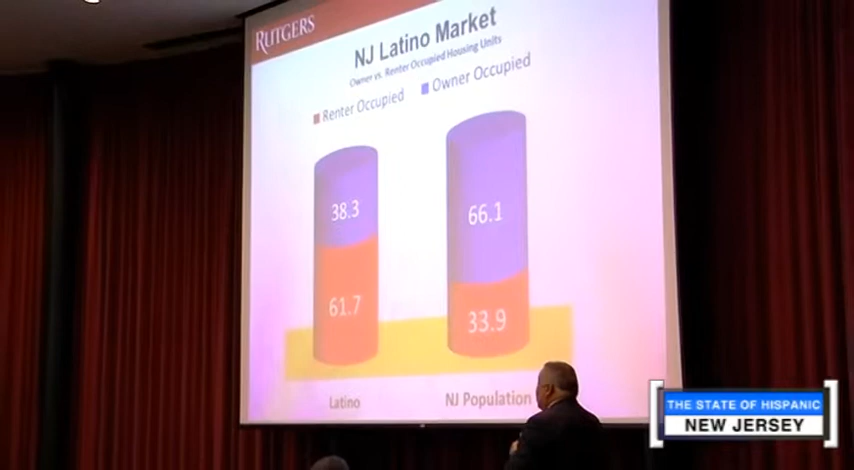 RUTGERS
NJ Latino Market
Owner vs. Renter Occupied Housing Units
Renter Occupied
Owner Occupied
38.3
66.1
61.7
33.9
Latino
NJ Population
THE STATE OF HISPANIC
NEW JERSEY